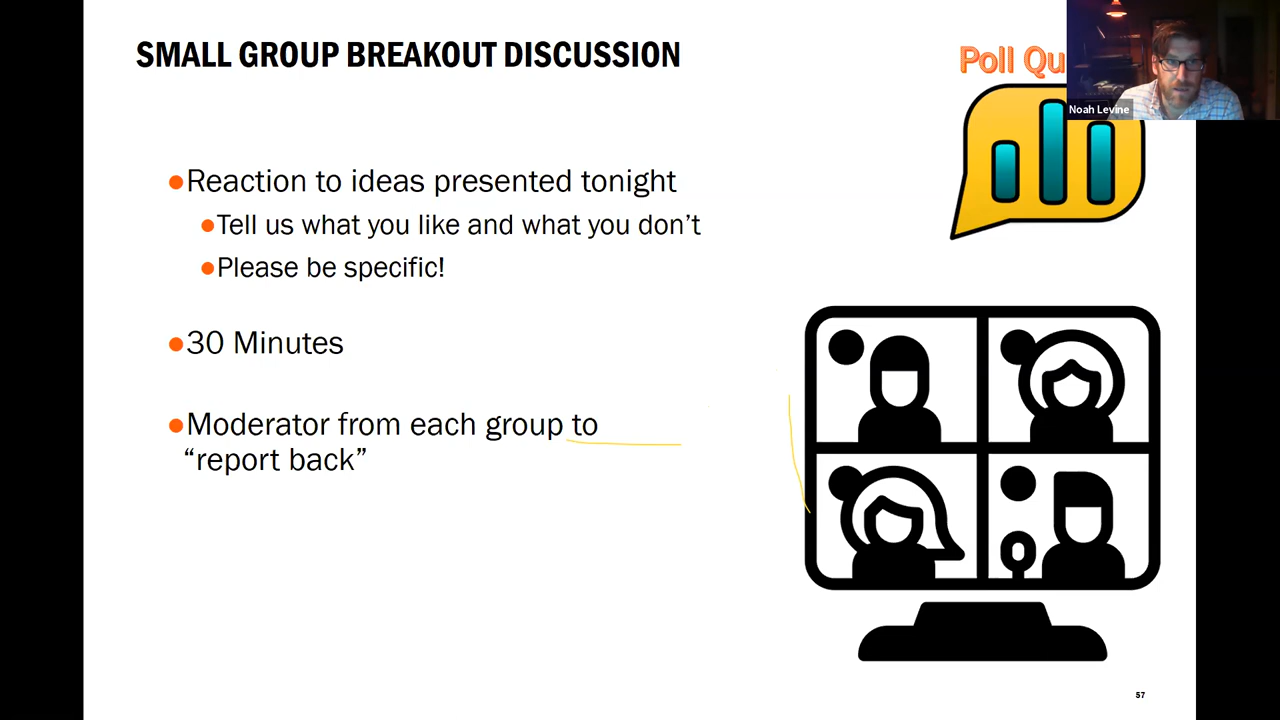 SMALL GROUP BREAKOUT DISCUSSION
Poll Qu
Noah Levine
●Reaction to ideas presented tonight
●Tell us what you like and what you don’t
●Please be specific!
●30 Minutes
●Moderator from each group to
“report back”
57